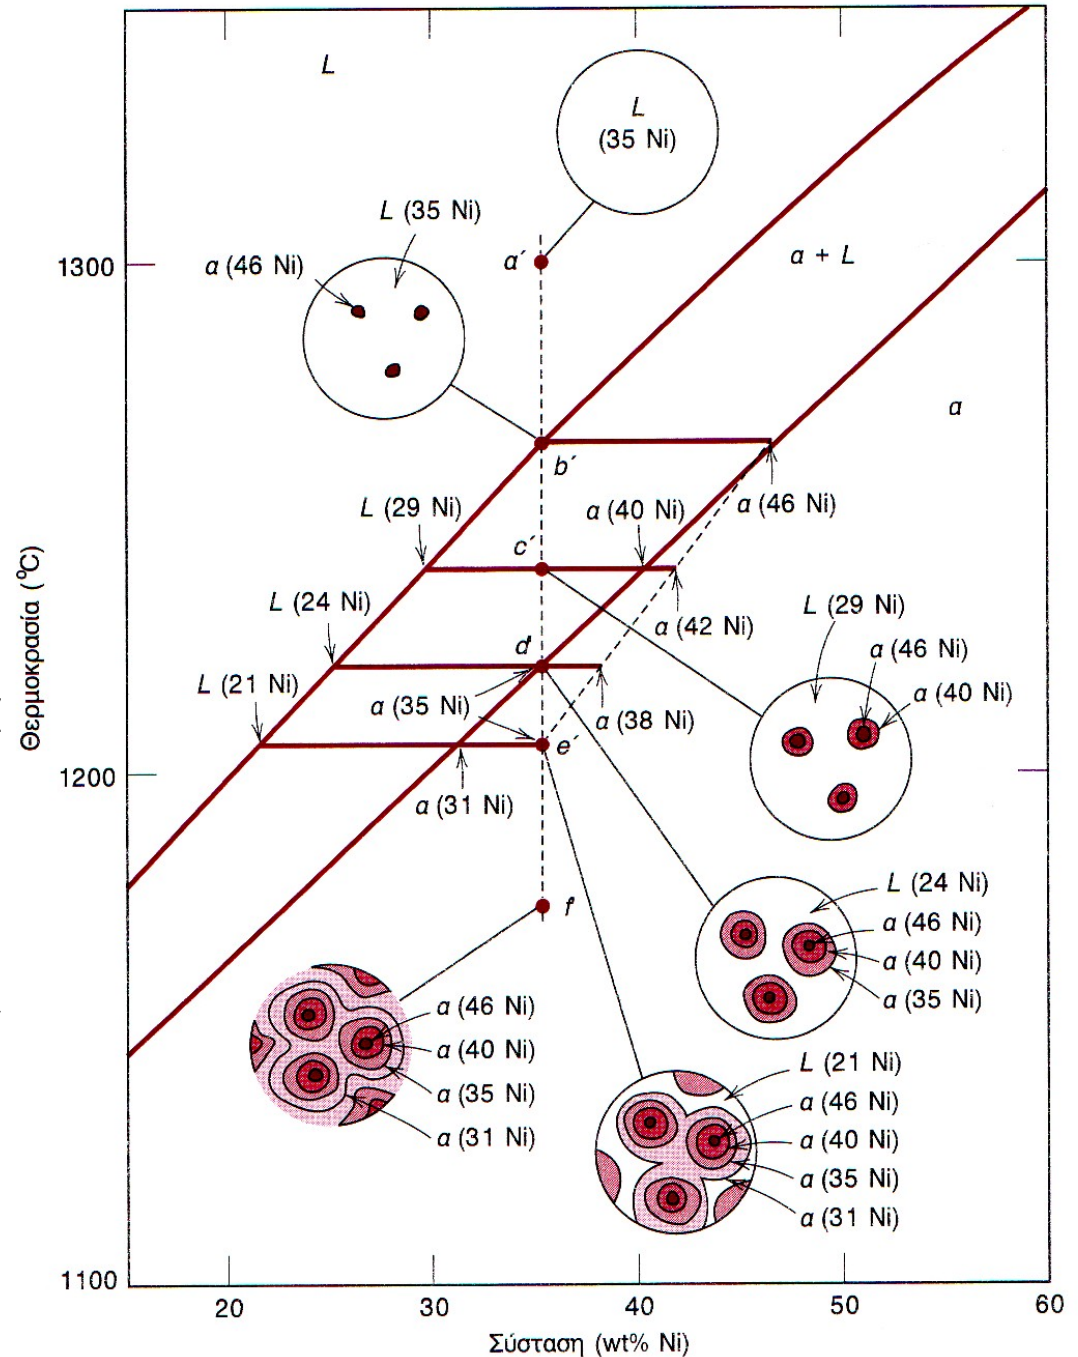 L
L
(35 Ni)
L (35 Ni)
α (46 Ni)
α´
α + L
1300
α
b´
α (46 Ni)
L (29 Ni)
α (40 Ni)
c´
L (24 Ni)
α (42 Ni)
L (29 Ni)
α (46 Ni)
α (40 Ni)
d´
L (21 Ni)
α (35 Ni)
α (38 Ni)
e´
1200
α (31 Ni)
f´
L (24 Ni)
α (46 Ni)
α (40 Ni)
α (35 Ni)
α (46 Ni)
α (40 Ni)
α (35 Ni)
α (31 Ni)
L (21 Ni)
α (46 Ni)
α (40 Ni)
α (35 Ni)
α (31 Ni)
1100
20 30 40 50 60
Σύσταση (wt% Ni)
Θερμοκρασία (°C)